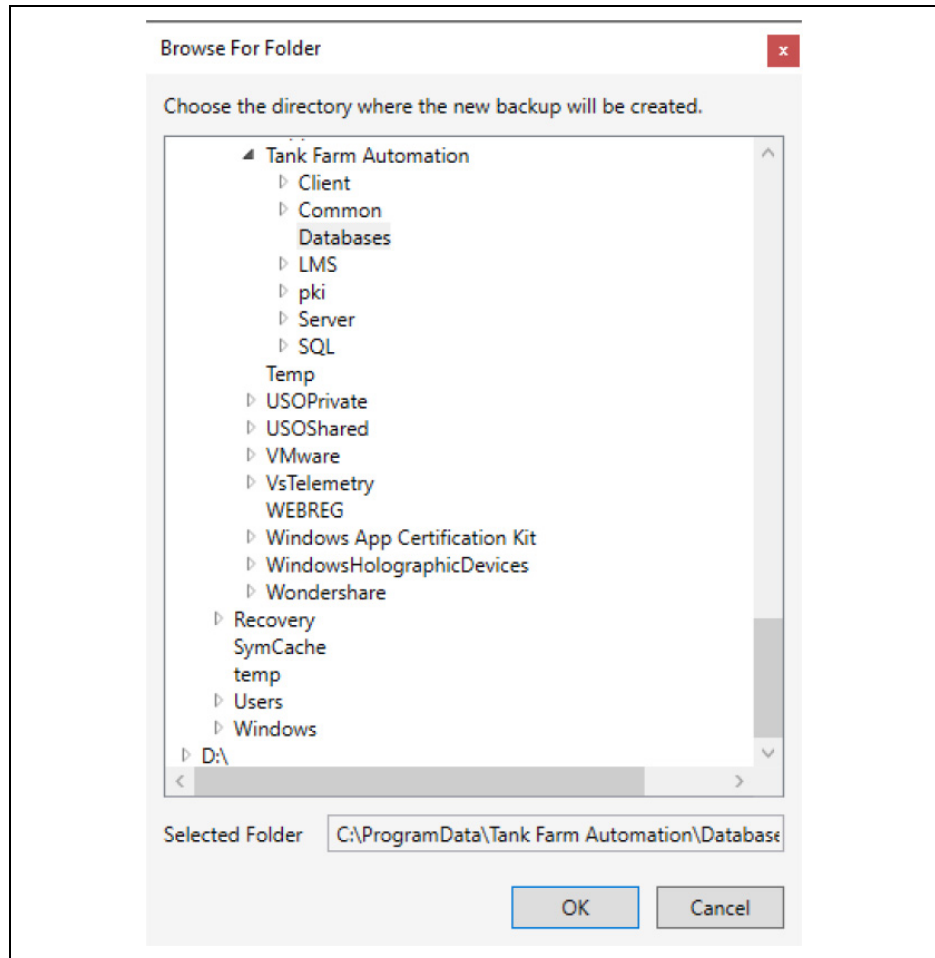 Browse For Folder
x
Choose the directory where the new backup will be created.
Tank Farm Automation
Client
Common
Databases
LMS
pki
Server
SQL
Temp
USOPrivate
USOShared
VMware
VsTelemetry
WEBREG
Windows App Certification Kit
WindowsHolographicDevices
Wondershare
Recovery
SymCache
temp
Users
Windows
D:\
Selected Folder C:\ProgramData\Tank Farm Automation\Database
OK Cancel